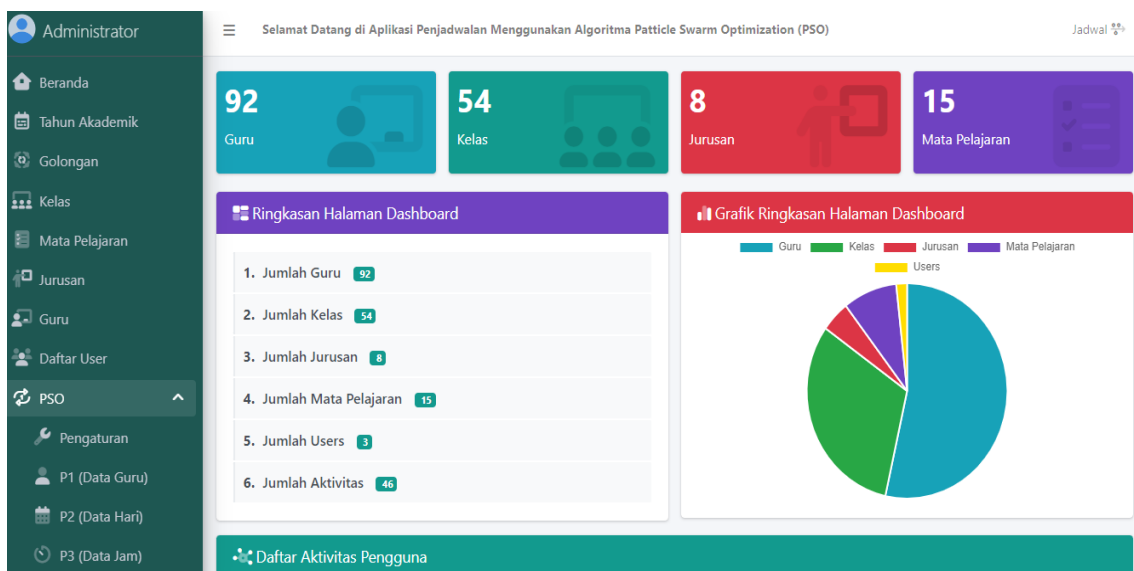 Administrator
Beranda
Tahun Akademik
Golongan
Kelas
Mata Pelajaran
Jurusan
Guru
Daftar User
PSO
Pengaturan
P1 (Data Guru)
P2 (Data Hari)
P3 (Data Jam)
Selamat Datang di Aplikasi Penjadwalan Menggunakan Algoritma Patticle Swarm Optimization (PSO)
Jadwal
92
Guru
54
Kelas
8
Jurusan
15
Mata Pelajaran
Ringkasan Halaman Dashboard
1. Jumlah Guru 92
2. Jumlah Kelas 54
3. Jumlah Jurusan 8
4. Jumlah Mata Pelajaran 15
5. Jumlah Users 3
6. Jumlah Aktivitas 46
Grafik Ringkasan Halaman Dashboard
Guru Kelas Jurusan Mata Pelajaran
Users
Daftar Aktivitas Pengguna